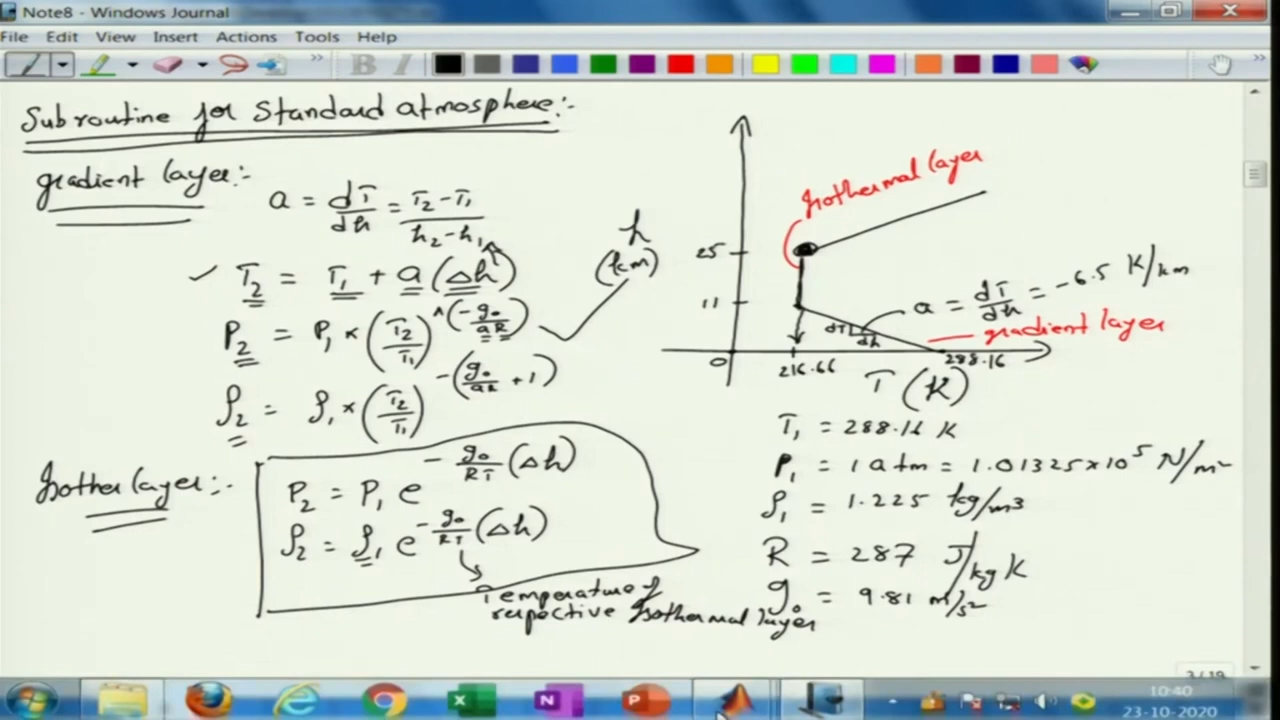 Note8 - Windows Journal
File Edit View Insert Actions Tools Help
Subroutine for Standard atmosphere:-
gradient layer:-
a = dT/dh = T2-T1/h2-h1
T2 = T1 + a (Δh)
P2 = P1 × (T2/T1)^(-g0/aR)
ρ2 = ρ1 × (T2/T1)^-(g0/aR + 1)
h
(km)
Isother layer:-
P2 = P1 e^-g0/RT (Δh)
ρ2 = ρ1 e^-g0/RT (Δh)
Temperature of
respective Isothermal layer
Isothermal layer
25
11
0
216.66
288.16
T (K)
dT
dh
a = dT/dh = -6.5 K/km
gradient layer
T1 = 288.16 K
P1 = 1 atm = 1.01325×10^5 N/m²
ρ1 = 1.225 kg/m3
R = 287 J/kg K
g0 = 9.81 m/s²
3 / 19
10:40
23-10-2020